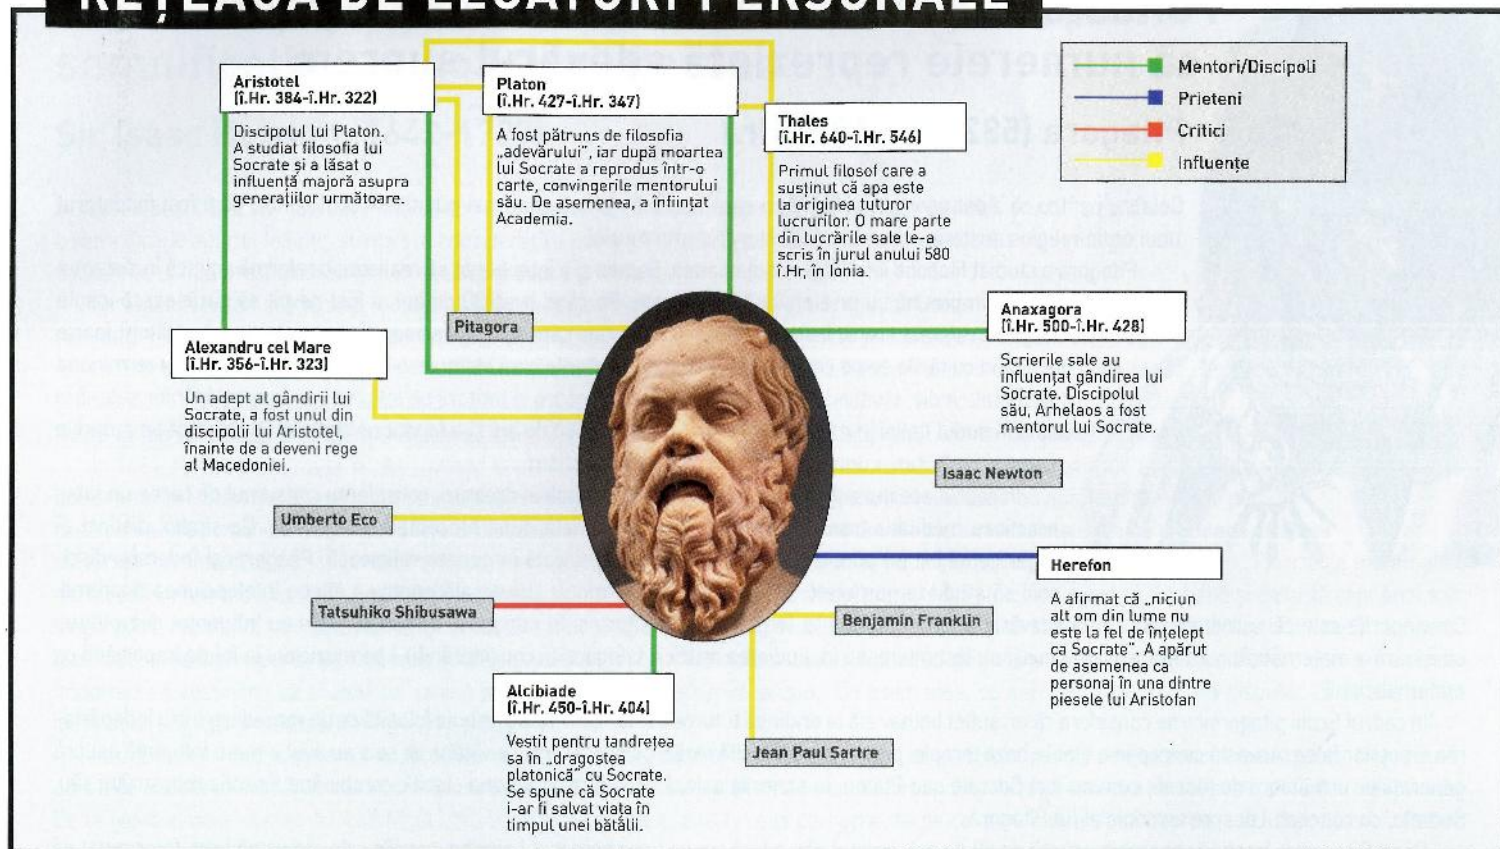 REȚEAUA DE LEGĂTURI PERSONALE
Aristotel
(î.Hr. 384-î.Hr. 322)
Discipolul lui Platon.
A studiat filosofia lui
Socrate și a lăsat o
influență majoră asupra
generațiilor următoare.
Platon
(î.Hr. 427-î.Hr. 347)
A fost pătruns de filosofia
„adevărului”, iar după moartea
lui Socrate a reprodus într-o
carte, convingerile mentorului
său. De asemenea, a înființat
Academia.
Thales
(î.Hr. 640-î.Hr. 546)
Primul filosof care a
susținut că apa este
la originea tuturor
lucrurilor. O mare parte
din lucrările sale le-a
scris în jurul anului 580
î.Hr, în Ionia.
Mentori/Discipoli
Prieteni
Critici
Influențe
Pitagora
Anaxagora
(î.Hr. 500-î.Hr. 428)
Scrierile sale au
influențat gândirea lui
Socrate. Discipolul
său, Arhelaos a fost
mentorul lui Socrate.
Alexandru cel Mare
(î.Hr. 356-î.Hr. 323)
Un adept al gândirii lui
Socrate, a fost unul din
discipolii lui Aristotel,
înainte de a deveni rege
al Macedoniei.
Isaac Newton
Umberto Eco
Herefon
A afirmat că „niciun
alt om din lume nu
este la fel de înțelept
ca Socrate”. A apărut
de asemenea ca
personaj în una dintre
piesele lui Aristofan
Tatsuhiko Shibusawa
Benjamin Franklin
Alcibiade
(î.Hr. 450-î.Hr. 404)
Vestit pentru tandrețea
sa în „dragostea
platonică” cu Socrate.
Se spune că Socrate
i-ar fi salvat viața în
timpul unei bătălii.
Jean Paul Sartre